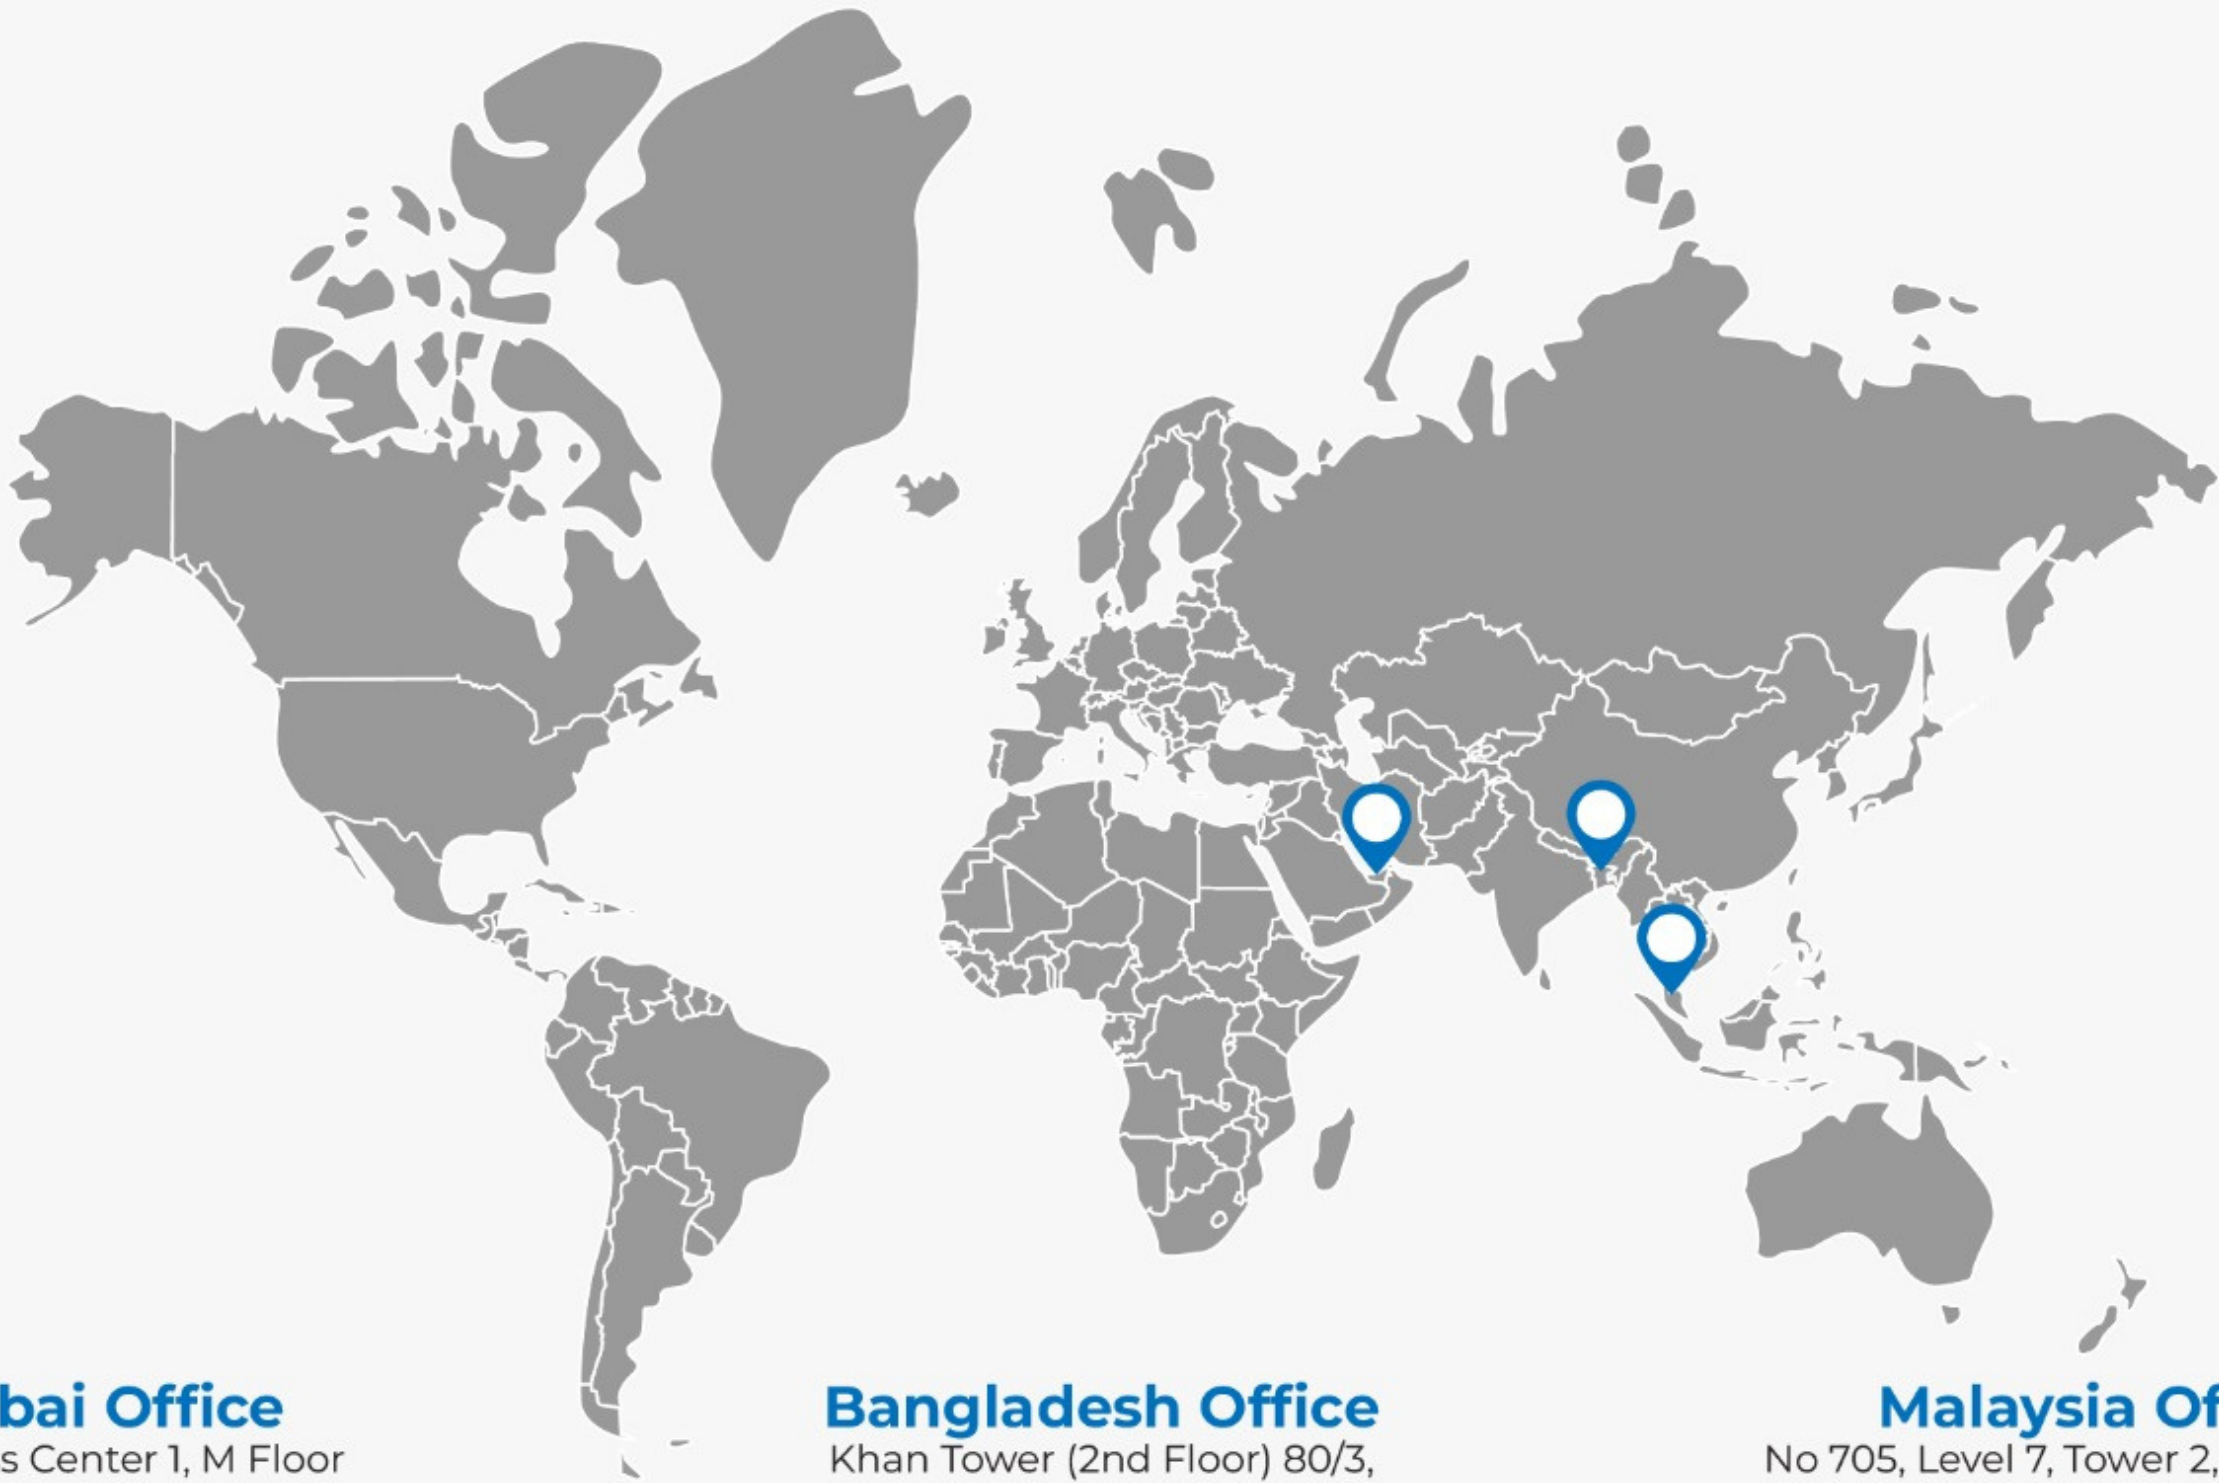 bai Office
s Center 1, M Floor
Bangladesh Office
Khan Tower (2nd Floor) 80/3,
Malaysia Of
No 705, Level 7, Tower 2,